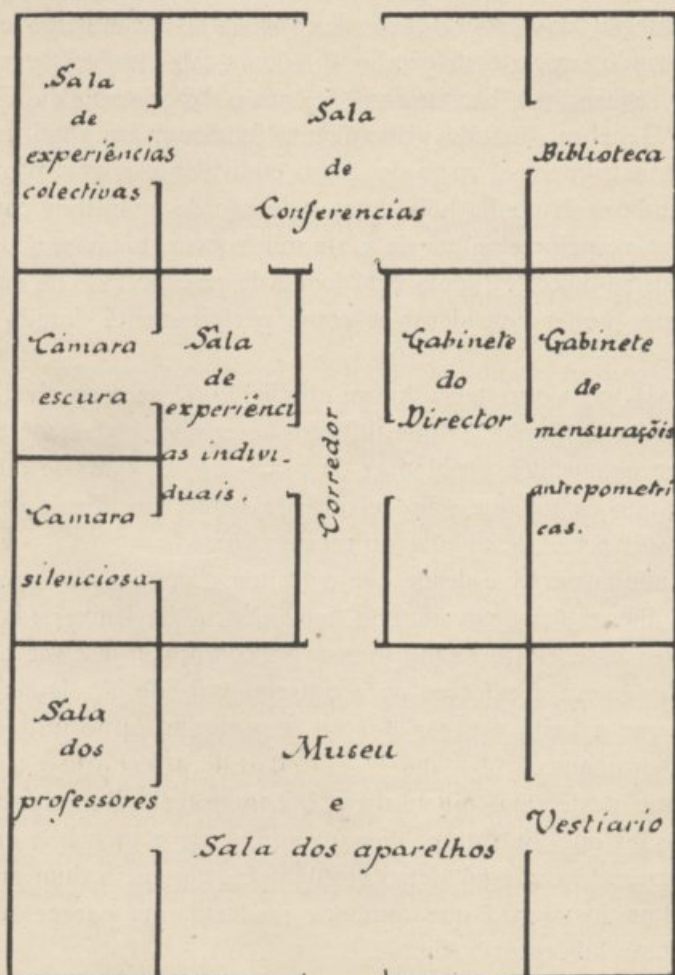 Sala
de
experiências
colectivas
Sala
de
Conferencias
Biblioteca
Câmara
escura
Sala
de
experiênci
as indivi-
duais.
Corredor
Gabinete
do
Director
Gabinete
de
mensuraçõis
antropometri
cas.
Camara
silenciosa
Sala
dos
professores
Museu
e
Sala dos aparelhos
Vestiario